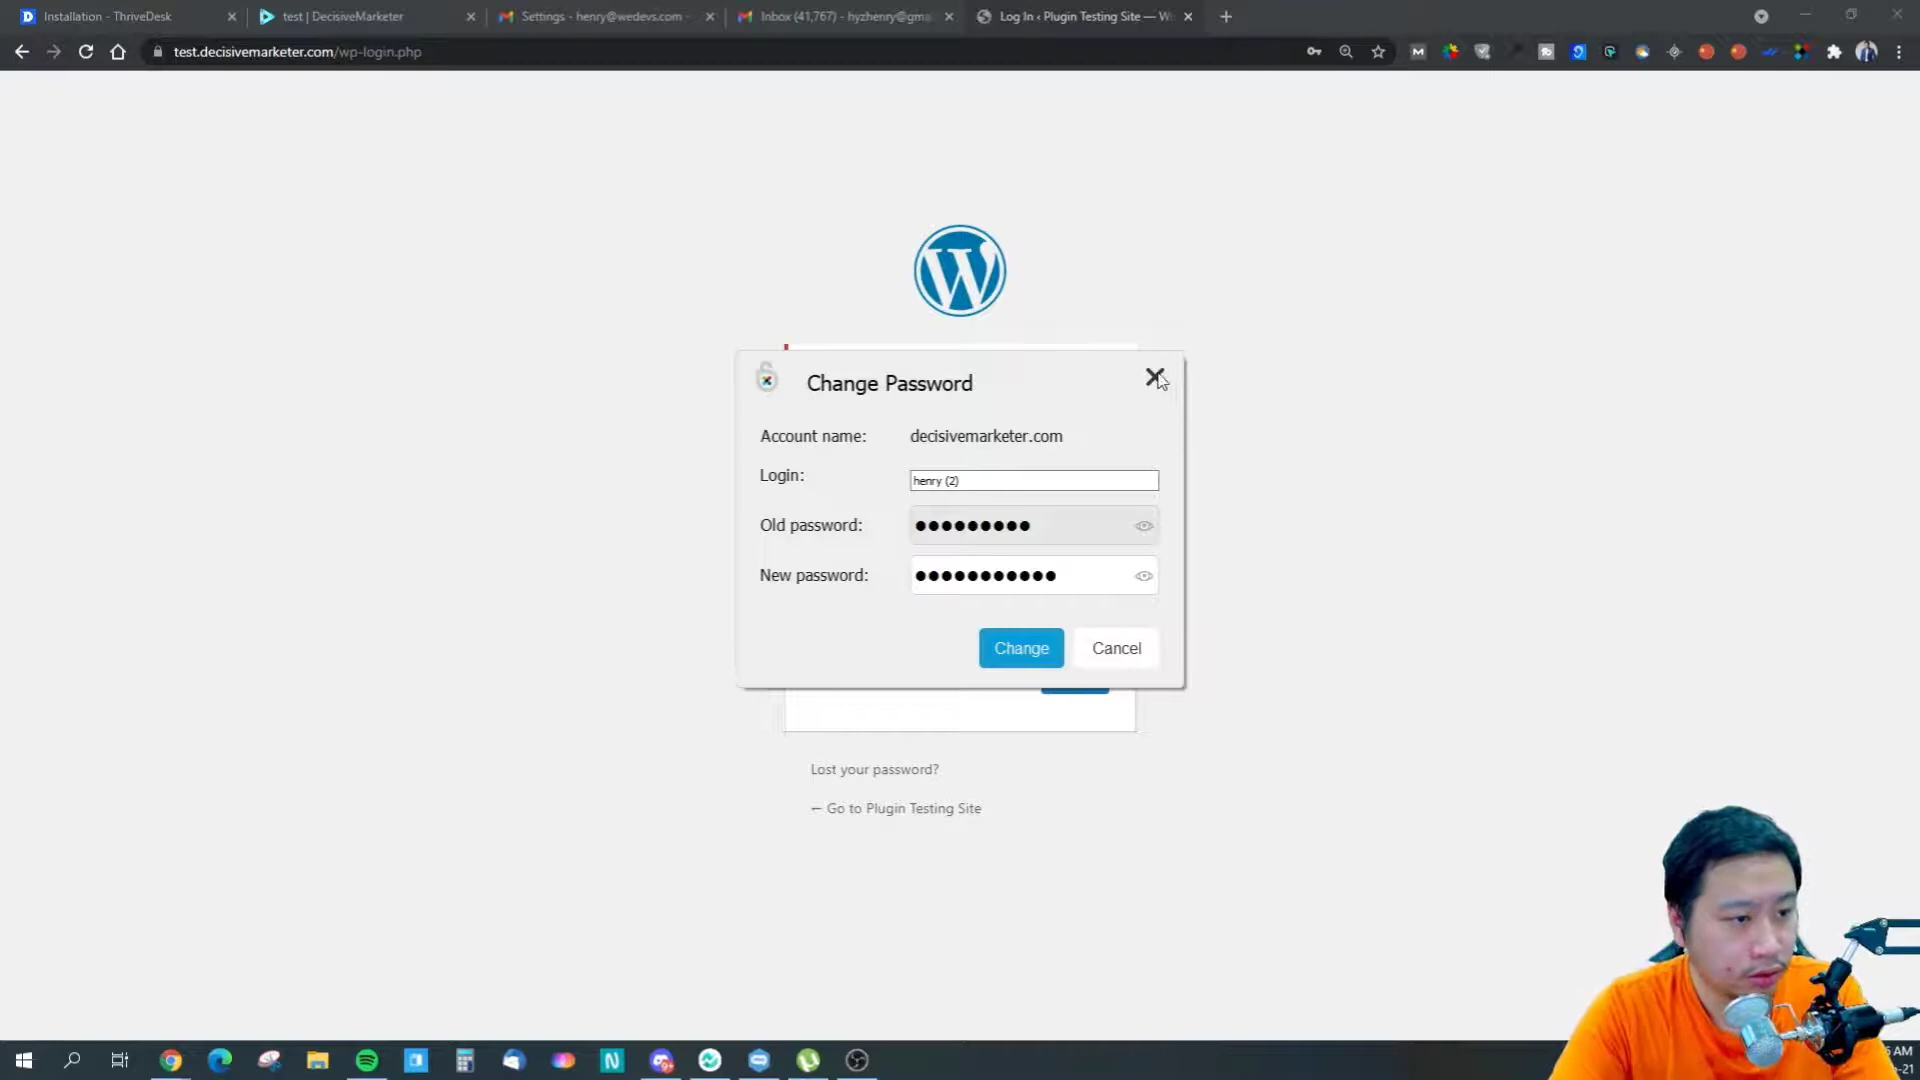 Installation - ThriveDesk
test | DecisiveMarketer
Settings - henry@wedevs.com -
Inbox (41,767) - hyzhenry@gma
Log In ‹ Plugin Testing Site — W
test.decisivemarketer.com/wp-login.php
Change Password
Account name: decisivemarketer.com
Login: henry (2)
Old password: ●●●●●●●●●
New password: ●●●●●●●●●●●
Change Cancel
Lost your password?
← Go to Plugin Testing Site
AM
-21